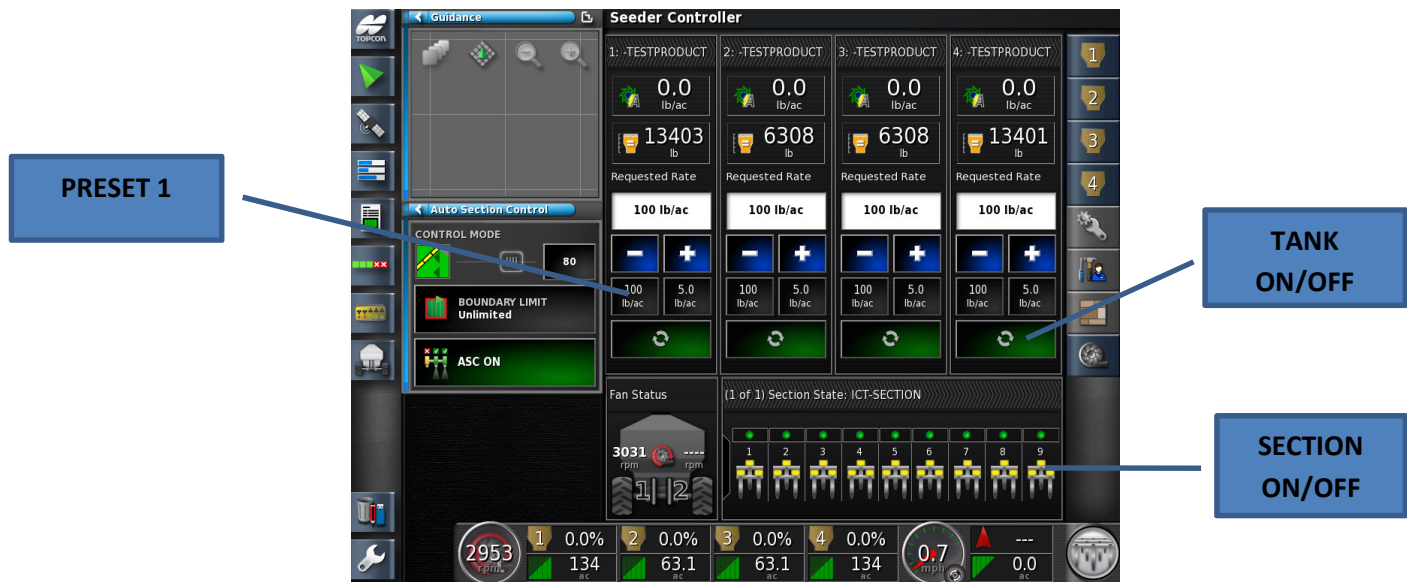 PRESET 1
TANK
ON/OFF
SECTION
ON/OFF
TOPCON
Guidance
Auto Section Control
CONTROL MODE
80
BOUNDARY LIMIT
Unlimited
ASC ON
Seeder Controller
1: -TESTPRODUCT
2: -TESTPRODUCT
3: -TESTPRODUCT
4: -TESTPRODUCT
0.0 0.0 0.0 0.0
lb/ac lb/ac lb/ac lb/ac
13403 6308 6308 13401
lb lb lb lb
Requested Rate Requested Rate Requested Rate Requested Rate
100 lb/ac 100 lb/ac 100 lb/ac 100 lb/ac
100 5.0 100 5.0 100 5.0 100 5.0
lb/ac lb/ac lb/ac lb/ac lb/ac lb/ac lb/ac lb/ac
1
2
3
4
Fan Status
3031 ----
rpm rpm
1 2
(1 of 1) Section State: ICT-SECTION
1 2 3 4 5 6 7 8 9
2953
rpm
1 0.0% 2 0.0% 3 0.0% 4 0.0%
134 63.1 63.1 134
ac ac ac ac
0.7
mph
---
0.0
ac